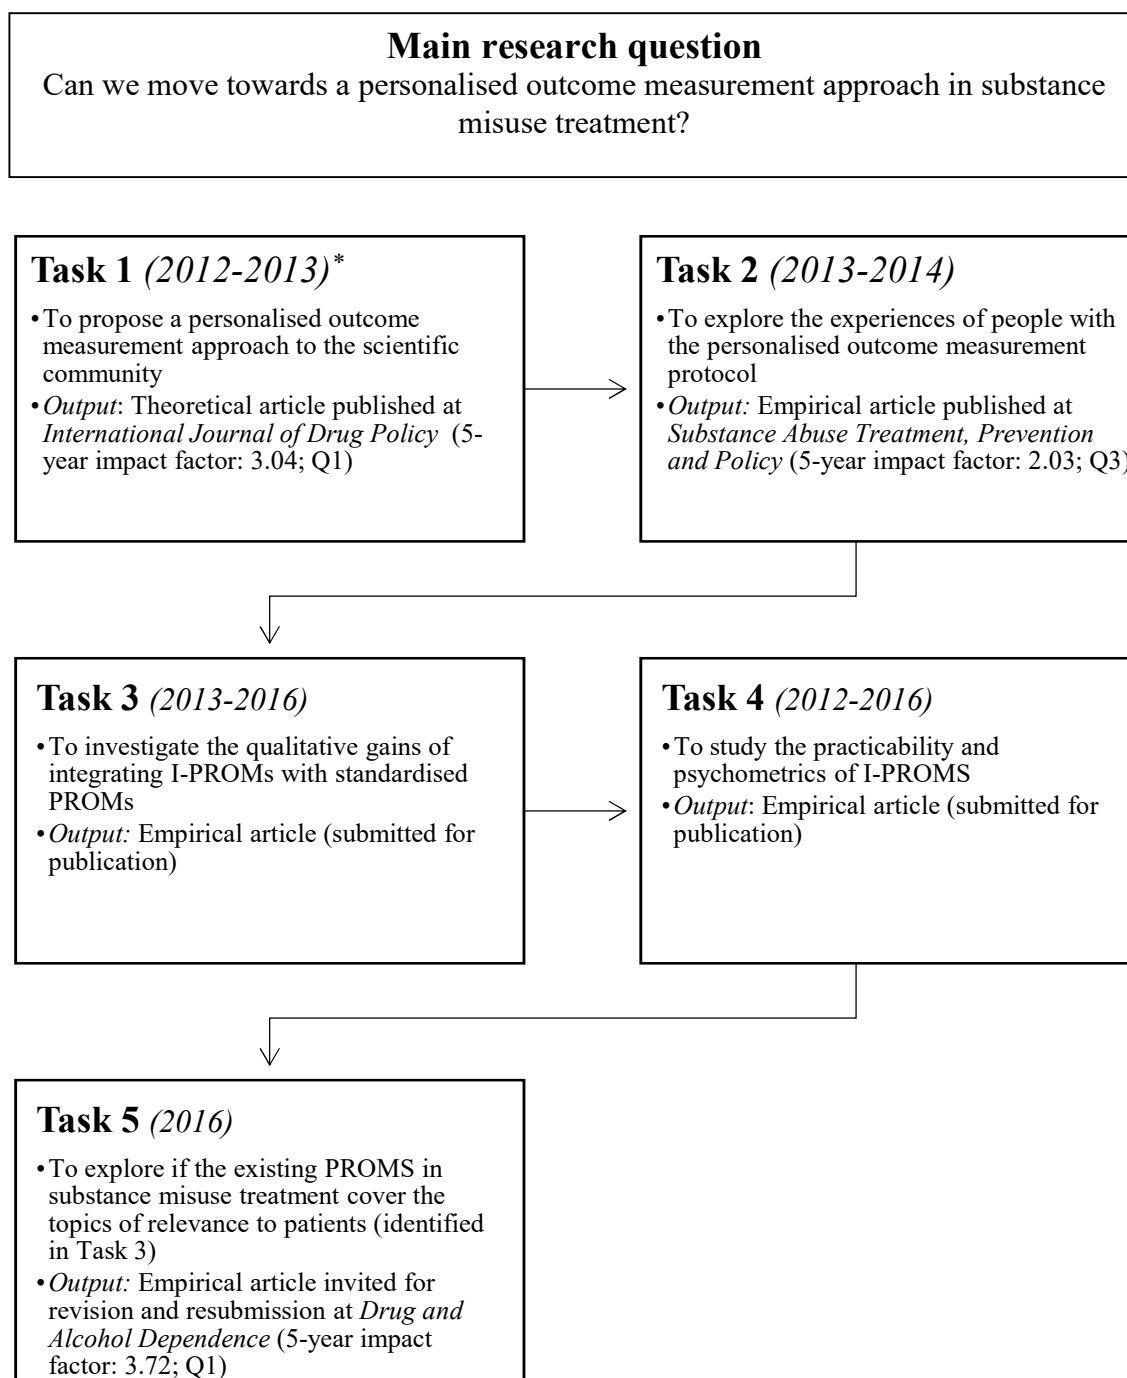 Main research question
Can we move towards a personalised outcome measurement approach in substance
misuse treatment?
Task 1 (2012-2013)*
•To propose a personalised outcome
measurement approach to the scientific
community
•Output: Theoretical article published at
International Journal of Drug Policy (5-
year impact factor: 3.04; Q1)
Task 2 (2013-2014)
•To explore the experiences of people with
the personalised outcome measurement
protocol
•Output: Empirical article published at
Substance Abuse Treatment, Prevention
and Policy (5-year impact factor: 2.03; Q3)
Task 3 (2013-2016)
•To investigate the qualitative gains of
integrating I-PROMs with standardised
PROMs
•Output: Empirical article (submitted for
publication)
Task 4 (2012-2016)
•To study the practicability and
psychometrics of I-PROMS
•Output: Empirical article (submitted for
publication)
Task 5 (2016)
•To explore if the existing PROMS in
substance misuse treatment cover the
topics of relevance to patients (identified
in Task 3)
•Output: Empirical article invited for
revision and resubmission at Drug and
Alcohol Dependence (5-year impact
factor: 3.72; Q1)